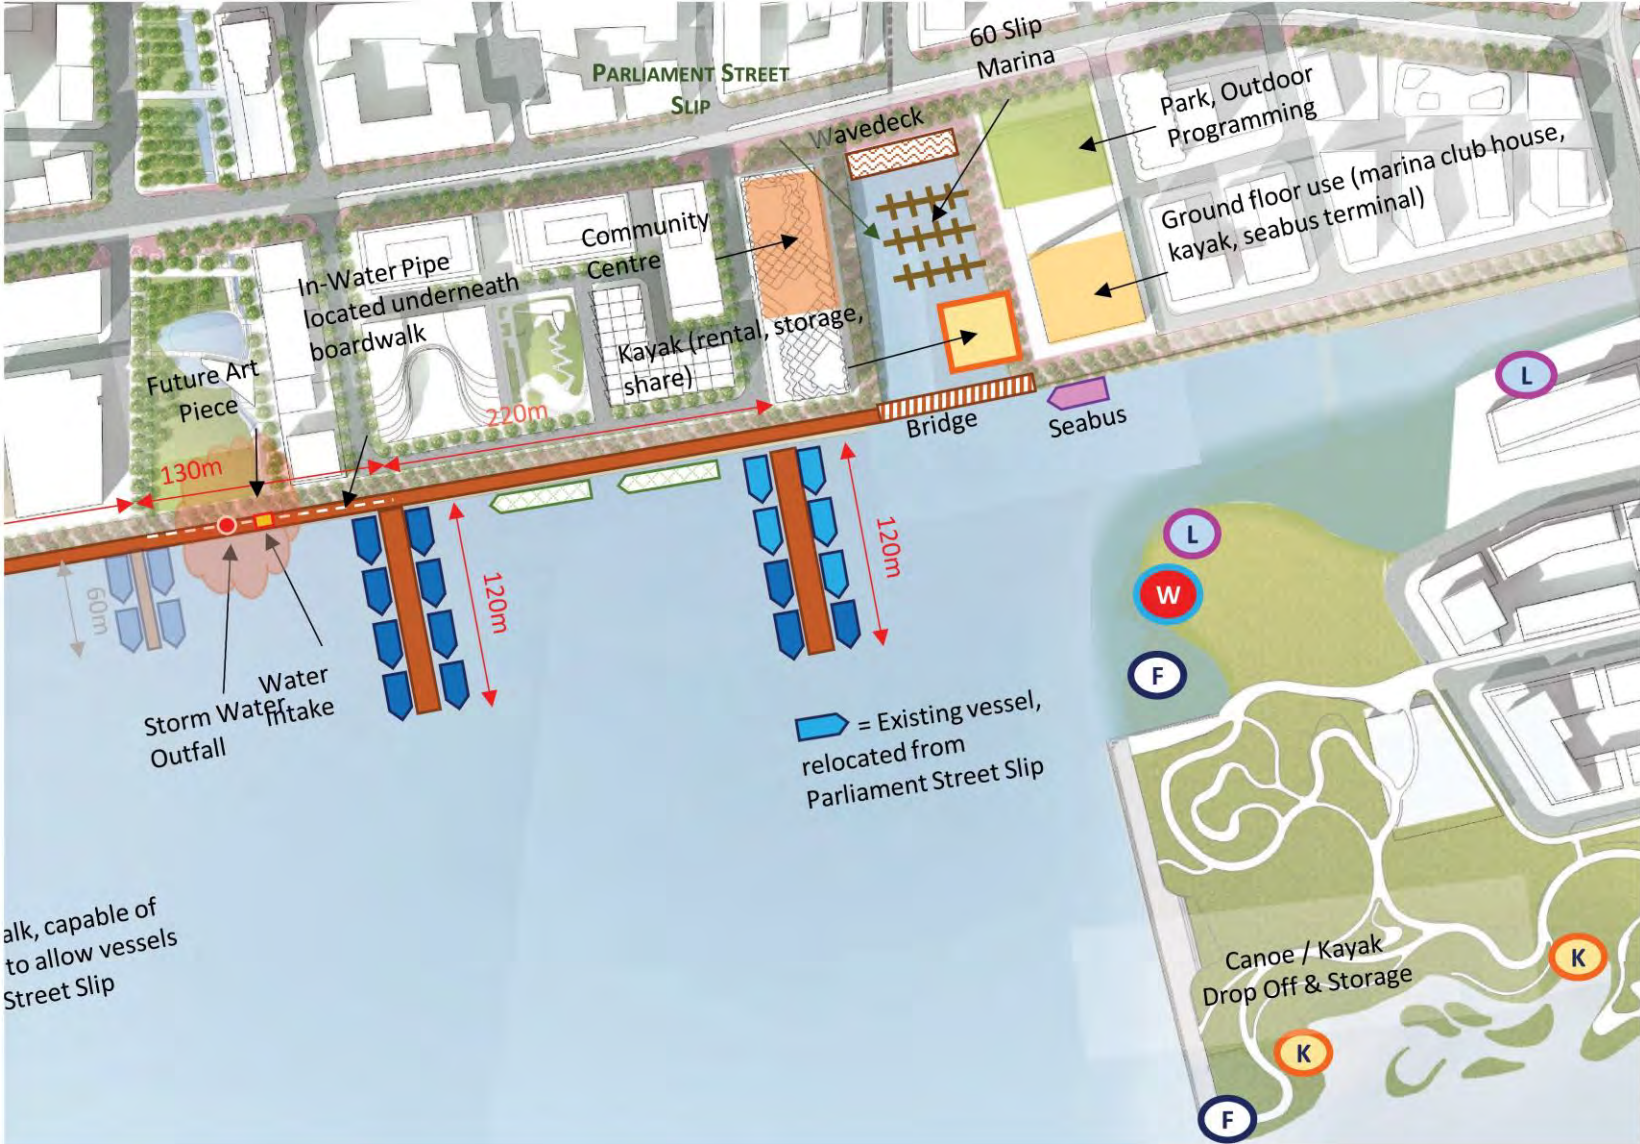 PARLIAMENT STREET
SLIP
60 Slip
Marina
Wavedeck
Park, Outdoor
Programming
Ground floor use (marina club house,
kayak, seabus terminal)
Community
Centre
In-Water Pipe
located underneath
boardwalk
Kayak (rental, storage,
share)
Future Art
Piece
130m
220m
Bridge
Seabus
L
L
W
F
60m
120m
120m
Storm Water
Outfall
Water
Intake
= Existing vessel,
relocated from
Parliament Street Slip
alk, capable of
to allow vessels
Street Slip
Canoe / Kayak
Drop Off & Storage
K
K
F